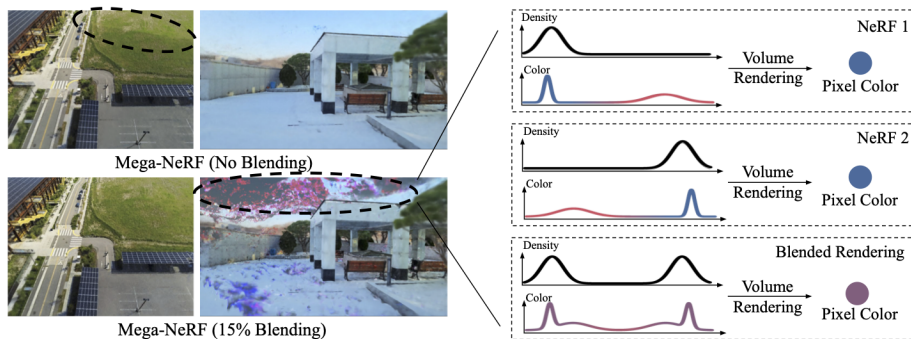 Mega-NeRF (No Blending)
Mega-NeRF (15% Blending)
NeRF 1
Density
Color
Volume
Rendering
Pixel Color
NeRF 2
Density
Color
Volume
Rendering
Pixel Color
Blended Rendering
Density
Color
Volume
Rendering
Pixel Color